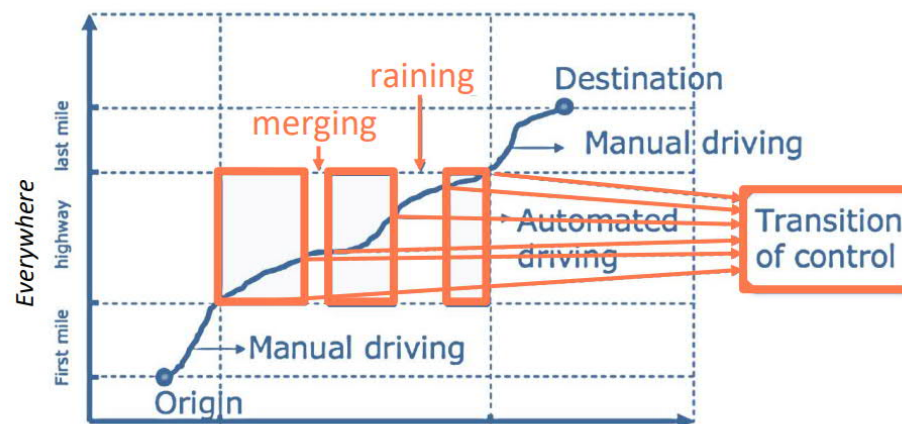 raining
merging
Destination
Manual driving
Automated
driving
Transition
of control
Manual driving
Origin
Everywhere
last mile
highway
First mile